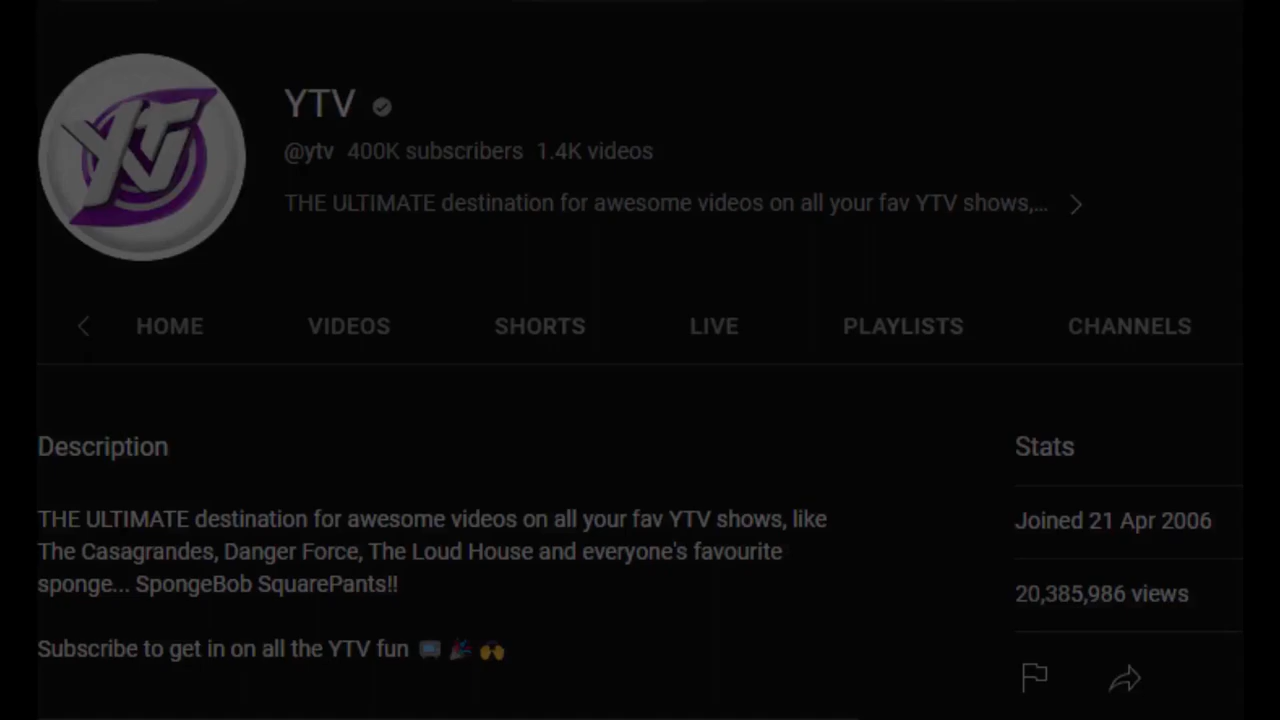 YTV
YTV
@ytv 400K subscribers 1.4K videos
THE ULTIMATE destination for awesome videos on all your fav YTV shows,...
HOME VIDEOS SHORTS LIVE PLAYLISTS CHANNELS
Description
Stats
THE ULTIMATE destination for awesome videos on all your fav YTV shows, like
The Casagrandes, Danger Force, The Loud House and everyone's favourite
sponge... SpongeBob SquarePants!!
Subscribe to get in on all the YTV fun
Joined 21 Apr 2006
20,385,986 views